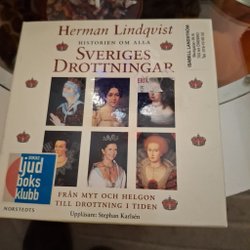 Herman Lindqvist
HISTORIEN OM ALLA
SVERIGES
DROTTNINGAR
ljud
boks
klubb
NORSTEDTS
FRÅN MYT OCH HELGON
TILL DROTTNING I TIDEN
Uppläsare: Stephan Karlsén